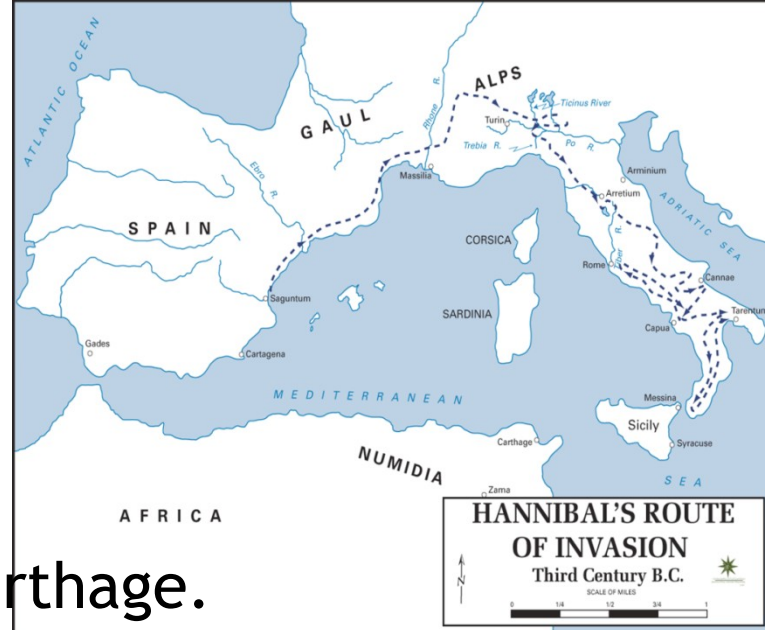 ATLANTIC OCEAN
ALPS
Ticinus River
GAUL
Rhone R.
Turin
Po R.
Trebia R.
Massilia
Arminium
Ebro R.
Arretium
ADRIATIC SEA
SPAIN
CORSICA
Tiber R.
Rome
Cannae
Saguntum
SARDINIA
Tarentum
Capua
Gades
Cartagena
MEDITERRANEAN
Messina
Sicily
Carthage
Syracuse
NUMIDIA
SEA
Zama
AFRICA
HANNIBAL'S ROUTE
OF INVASION
Third Century B.C.
SCALE OF MILES
0 1/4 1/2 3/4 1
N
rthage.